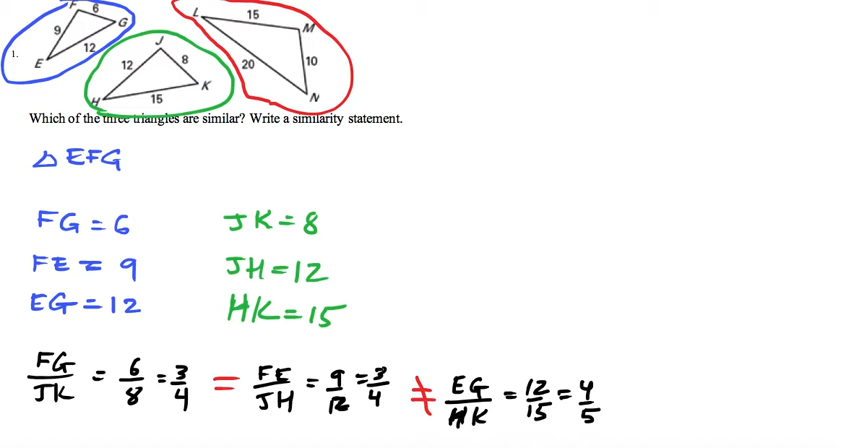 F 6 G
9
12
E
1.
J
12 8
K
15
H
L 15 M
10
20
N
Which of the three triangles are similar? Write a similarity statement.
△ EFG
FG = 6 JK = 8
FE = 9 JH = 12
EG = 12 HK = 15
FG/JK = 6/8 = 3/4 = FE/JH = 9/12 = 3/4 ≠ EG/HK = 12/15 = 4/5